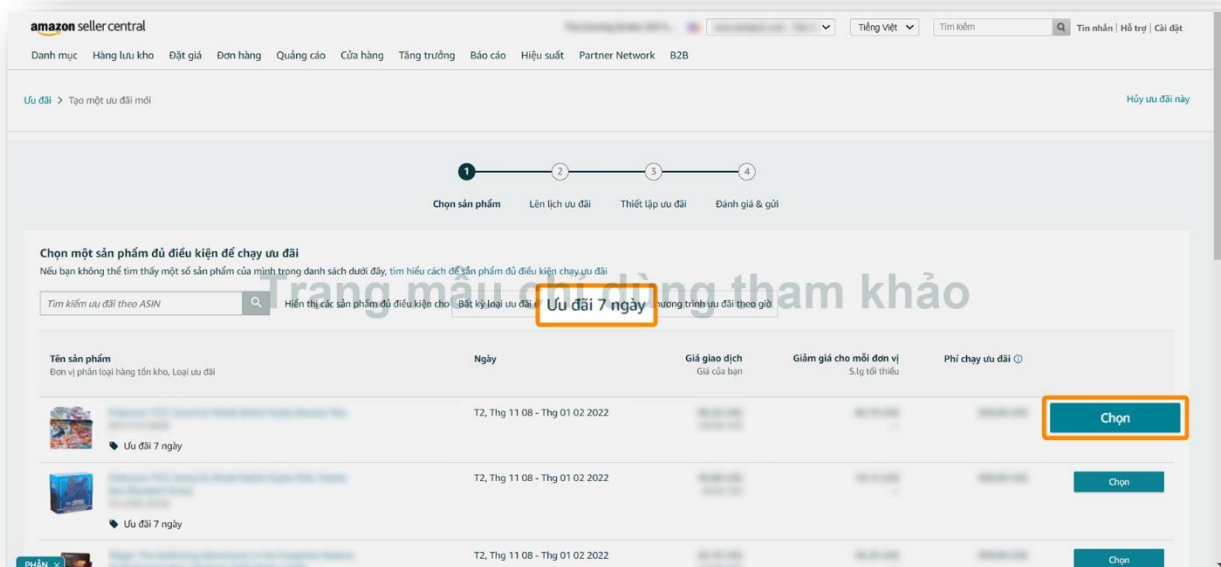 amazon seller central
Tiếng Việt
Tìm kiếm
Tin nhắn | Hỗ trợ | Cài đặt
Danh mục Hàng lưu kho Đặt giá Đơn hàng Quảng cáo Cửa hàng Tăng trưởng Báo cáo Hiệu suất Partner Network B2B
Ưu đãi > Tạo một ưu đãi mới
Hủy ưu đãi này
1 2 3 4
Chọn sản phẩm Lên lịch ưu đãi Thiết lập ưu đãi Đánh giá & gửi
Chọn một sản phẩm đủ điều kiện để chạy ưu đãi
Nếu bạn không thể tìm thấy một số sản phẩm của mình trong danh sách dưới đây, tìm hiểu cách để sản phẩm đủ điều kiện chạy ưu đãi
Trang mẫu chỉ dùng tham khảo
Tìm kiếm ưu đãi theo ASIN
Hiển thị các sản phẩm đủ điều kiện cho Bất kỳ loại ưu đãi Ưu đãi 7 ngày chương trình ưu đãi theo giờ
Tên sản phẩm Ngày Giá giao dịch Giảm giá cho mỗi đơn vị Phí chạy ưu đãi
Đơn vị phân loại hàng tồn kho, Loại ưu đãi Giá của bạn S.lg tối thiểu
T2, Thg 11 08 - Thg 01 02 2022
Chọn
Ưu đãi 7 ngày
T2, Thg 11 08 - Thg 01 02 2022
Chọn
Ưu đãi 7 ngày
T2, Thg 11 08 - Thg 01 02 2022
Chọn
PHẢN